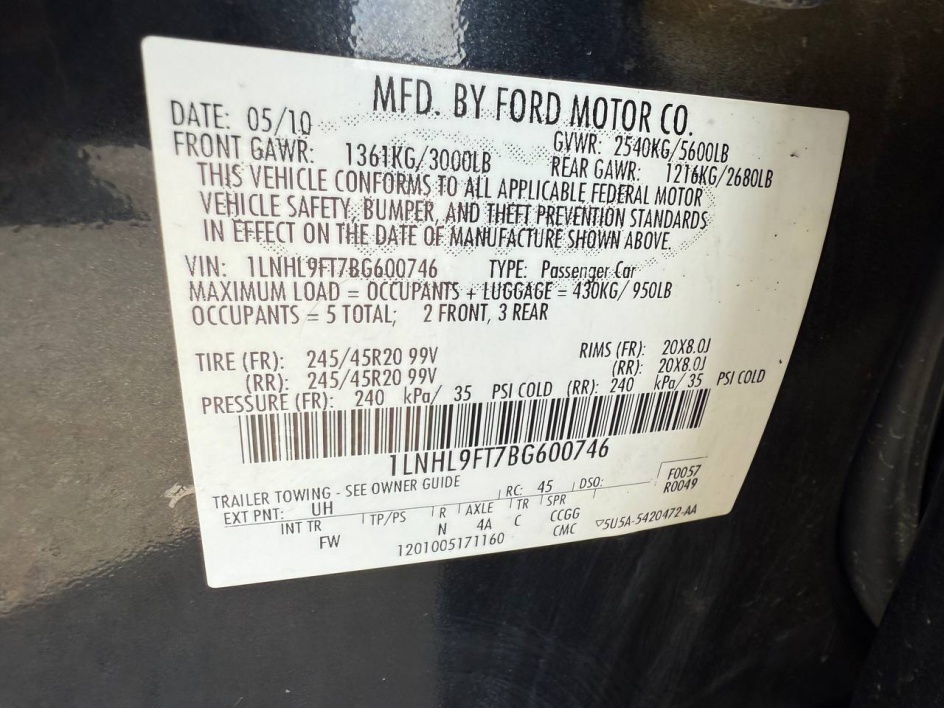 MFD. BY FORD MOTOR CO.
DATE: 05/10 GVWR: 2540KG/5600LB
FRONT GAWR: 1361KG/3000LB REAR GAWR: 1216KG/2680LB
THIS VEHICLE CONFORMS TO ALL APPLICABLE FEDERAL MOTOR
VEHICLE SAFETY, BUMPER, AND THEFT PREVENTION STANDARDS
IN EFFECT ON THE DATE OF MANUFACTURE SHOWN ABOVE.
VIN: 1LNHL9FT7BG600746 TYPE: Passenger Car
MAXIMUM LOAD = OCCUPANTS + LUGGAGE = 430KG/ 950LB
OCCUPANTS = 5 TOTAL; 2 FRONT, 3 REAR
TIRE (FR): 245/45R20 99V RIMS (FR): 20X8.0J
(RR): 245/45R20 99V (RR): 20X8.0J
PRESSURE (FR): 240 kPa/ 35 PSI COLD (RR): 240 kPa/ 35 PSI COLD
1LNHL9FT7BG600746
TRAILER TOWING - SEE OWNER GUIDE F0057
EXT PNT: UH RC: 45 DSO: R0049
INT TR TP/PS R AXLE TR SPR
FW N 4A C CCGG
1201005171160 CMC ▽5U5A-5420472-AA